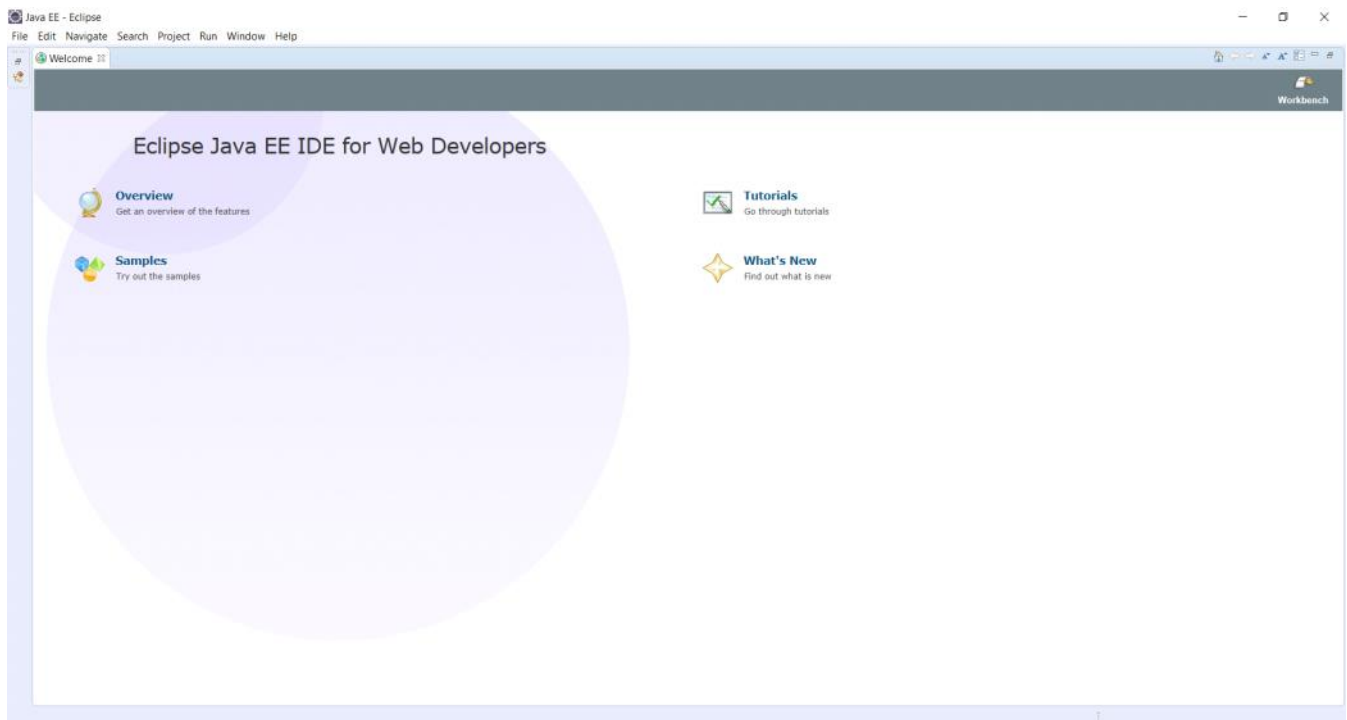 Java EE - Eclipse
File Edit Navigate Search Project Run Window Help
Welcome
Workbench
Eclipse Java EE IDE for Web Developers
Overview
Get an overview of the features
Tutorials
Go through tutorials
Samples
Try out the samples
What's New
Find out what is new